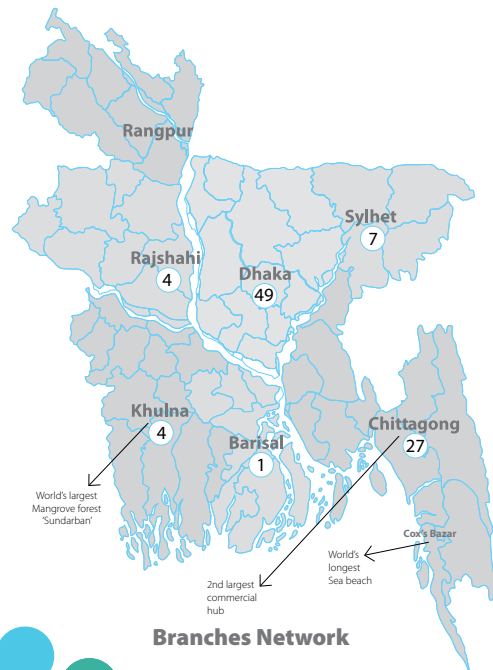 Rangpur
Sylhet
7
Rajshahi
4
Dhaka
49
Khulna
4
Barisal
1
Chittagong
27
World's largest
Mangrove forest
'Sundarban'
Cox's Bazar
World's
longest
Sea beach
2nd largest
commercial
hub
Branches Network